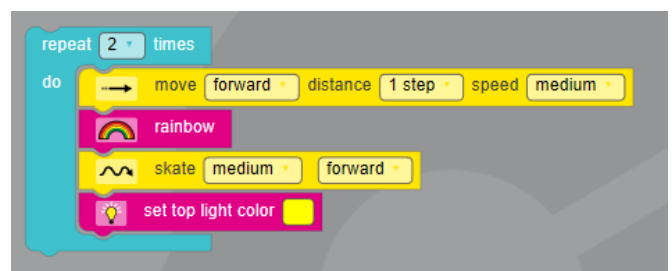 repeat 2 times
do move forward distance 1 step speed medium
rainbow
skate medium forward
set top light color